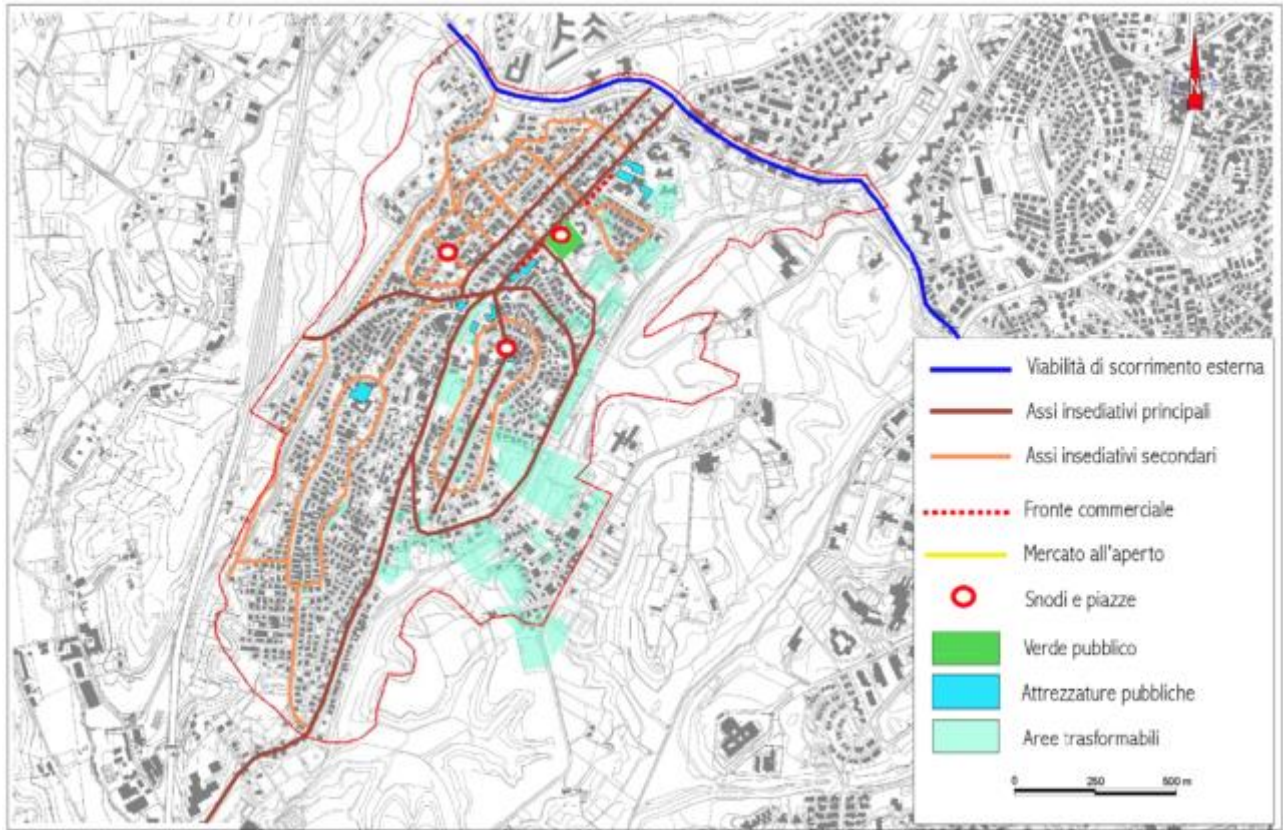 Viabilità di scorrimento esterna
Assi insediativi principali
Assi insediativi secondari
Fronte commerciale
Mercato all'aperto
Snodi e piazze
Verde pubblico
Attrezzature pubbliche
Aree trasformabili
0 250 500 m